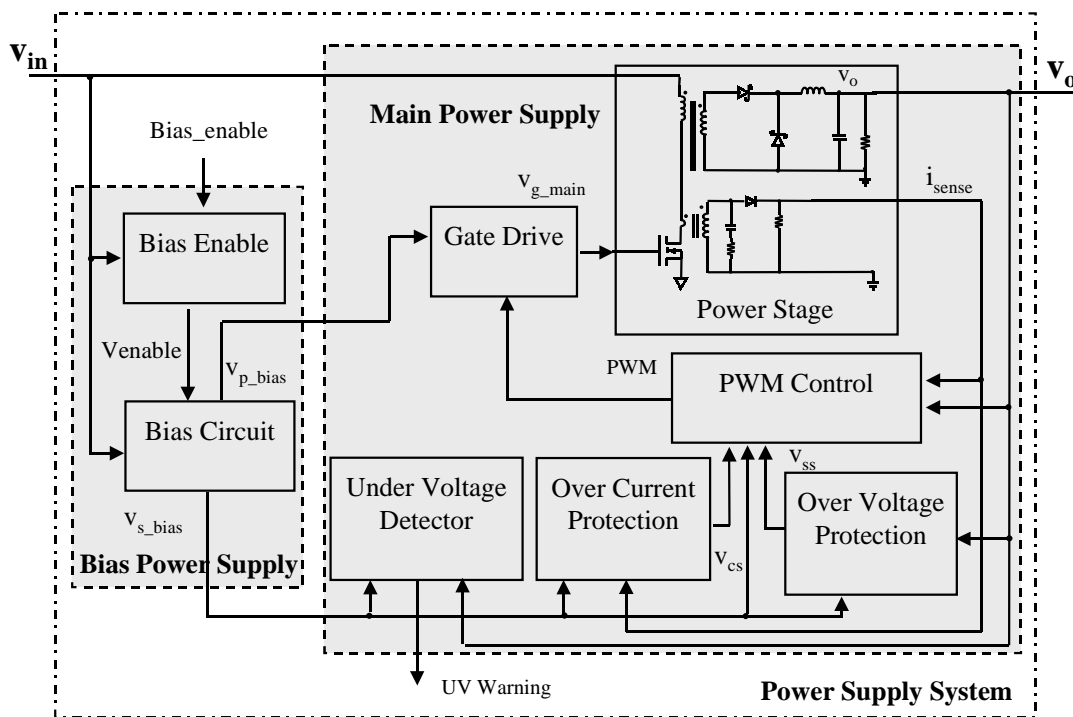 v_in
v_o
v_o
Main Power Supply
Bias_enable
i_sense
v_g_main
Bias Enable
Gate Drive
Power Stage
Venable
v_p_bias
PWM
PWM Control
Bias Circuit
v_ss
Under Voltage
Detector
Over Current
Protection
Over Voltage
Protection
v_s_bias
v_cs
Bias Power Supply
UV Warning
Power Supply System